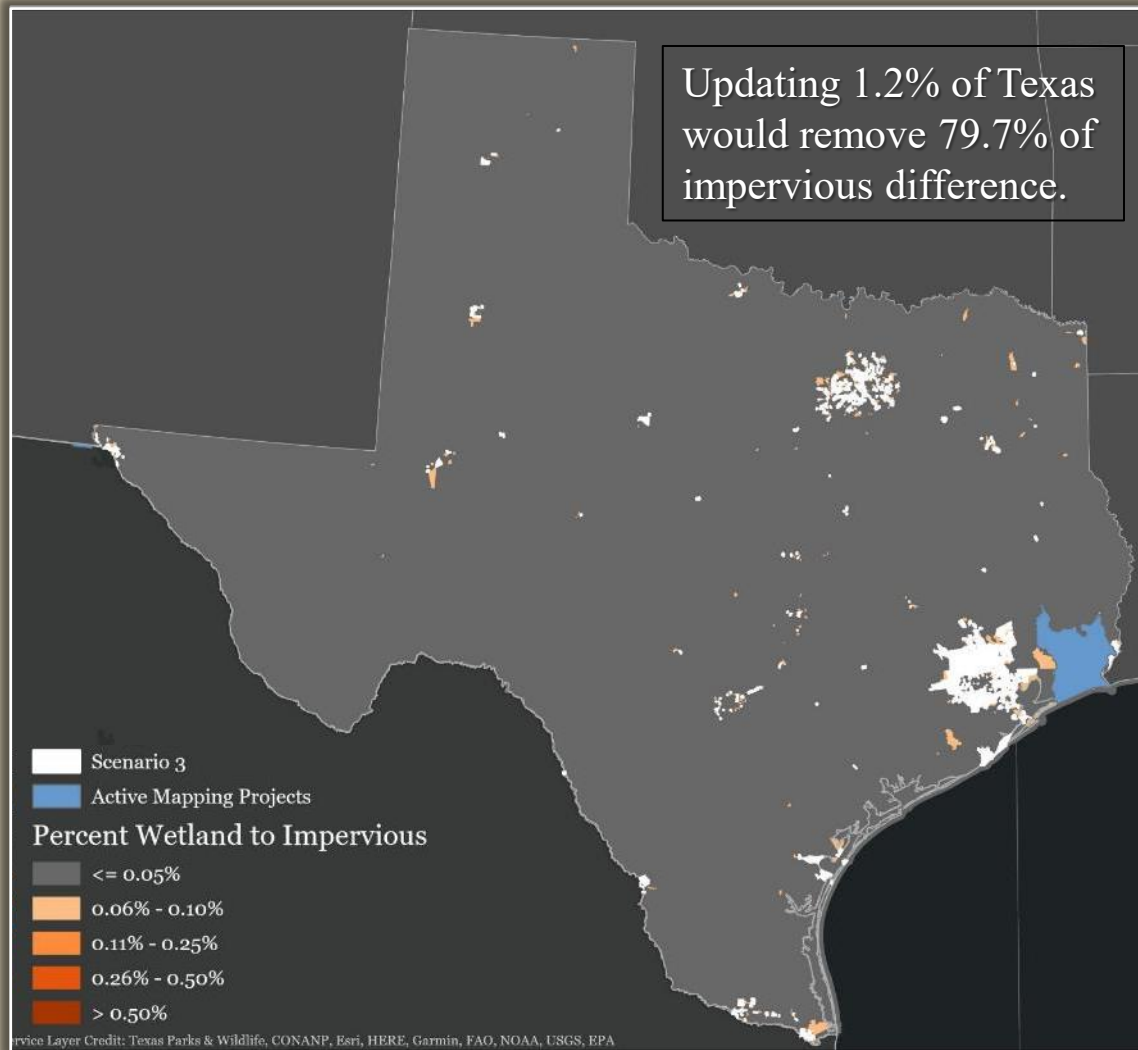 Updating 1.2% of Texas
would remove 79.7% of
impervious difference.
Scenario 3
Active Mapping Projects
Percent Wetland to Impervious
<= 0.05%
0.06% - 0.10%
0.11% - 0.25%
0.26% - 0.50%
> 0.50%
rvice Layer Credit: Texas Parks & Wildlife, CONANP, Esri, HERE, Garmin, FAO, NOAA, USGS, EPA